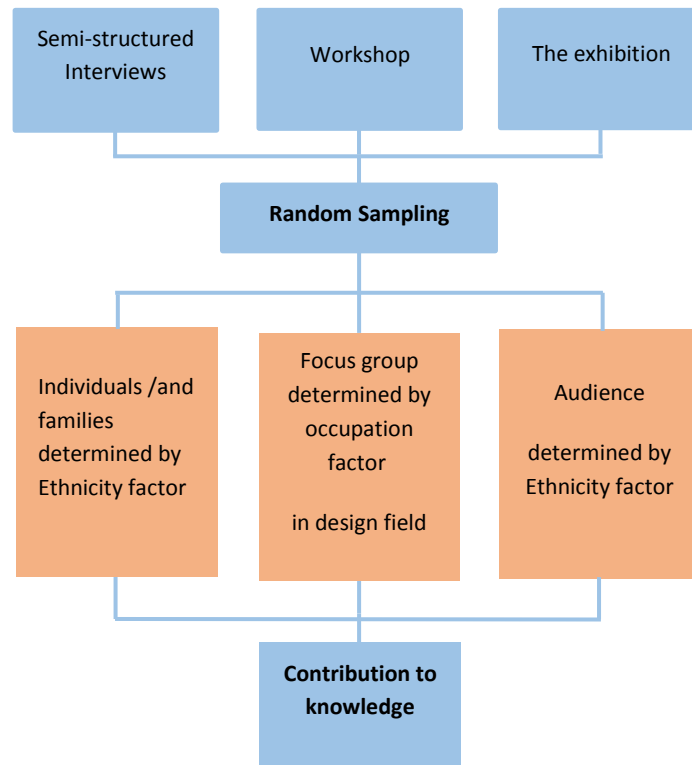 Semi-structured
Interviews
Workshop
The exhibition
Random Sampling
Individuals /and
families
determined by
Ethnicity factor
Focus group
determined by
occupation
factor
in design field
Audience
determined by
Ethnicity factor
Contribution to
knowledge